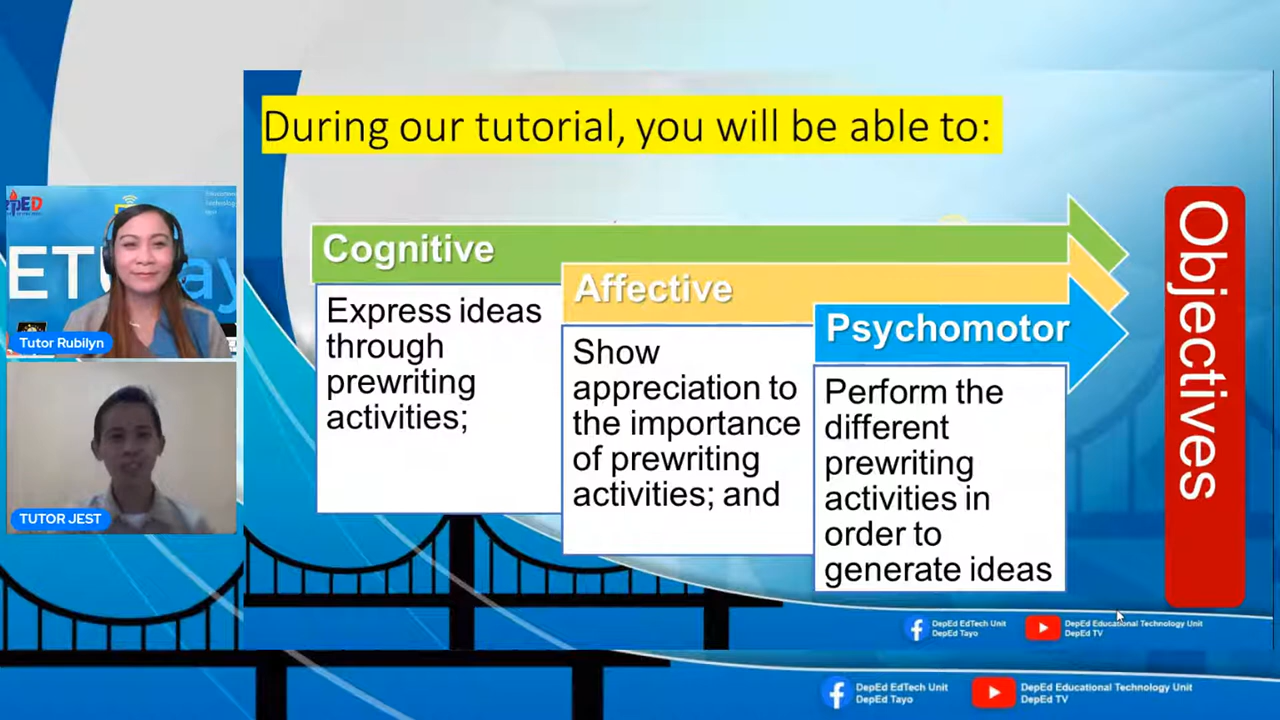 During our tutorial, you will be able to:
Cognitive
Express ideas
through
prewriting
activities;
Affective
Show
appreciation to
the importance
of prewriting
activities; and
Psychomotor
Perform the
different
prewriting
activities in
order to
generate ideas
Objectives
ET
ay
Tutor Rubilyn
TUTOR JEST
DepEd EdTech Unit
DepEd Tayo
DepEd Educational Technology Unit
DepEd TV
DepEd EdTech Unit
DepEd Tayo
DepEd Educational Technology Unit
DepEd TV